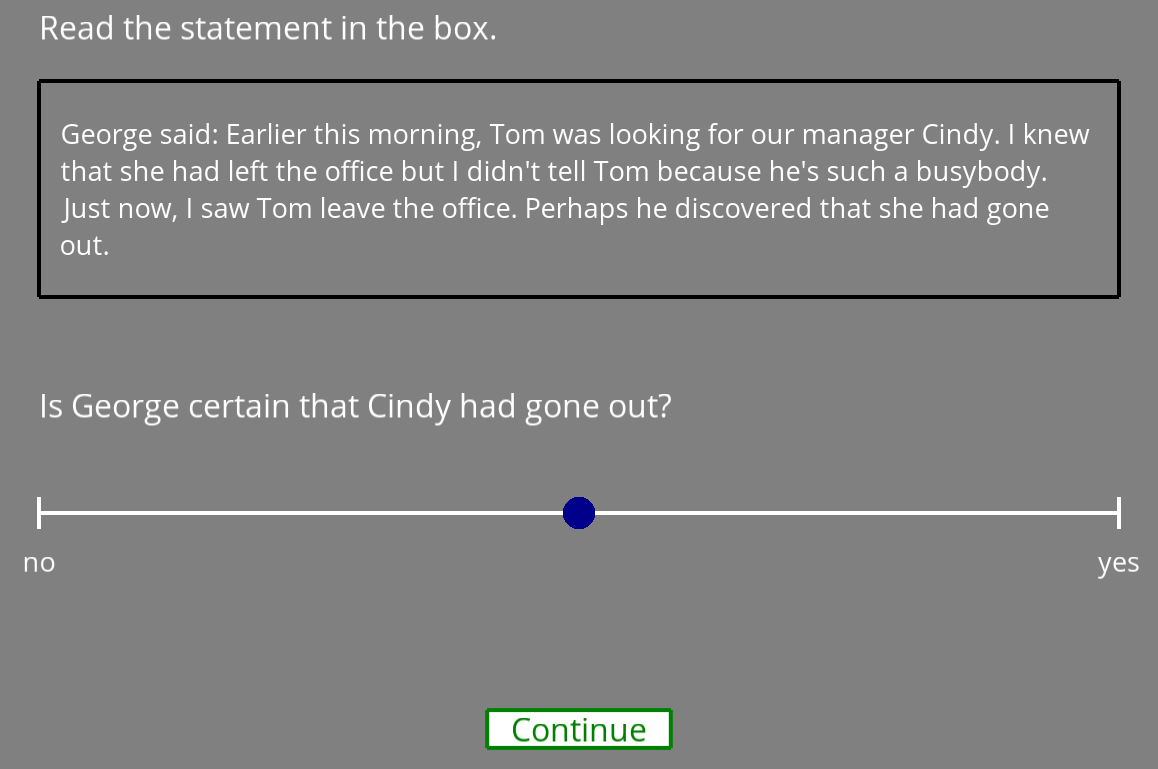 Read the statement in the box.
George said: Earlier this morning, Tom was looking for our manager Cindy. I knew
that she had left the office but I didn't tell Tom because he's such a busybody.
Just now, I saw Tom leave the office. Perhaps he discovered that she had gone
out.
Is George certain that Cindy had gone out?
no
yes
Continue